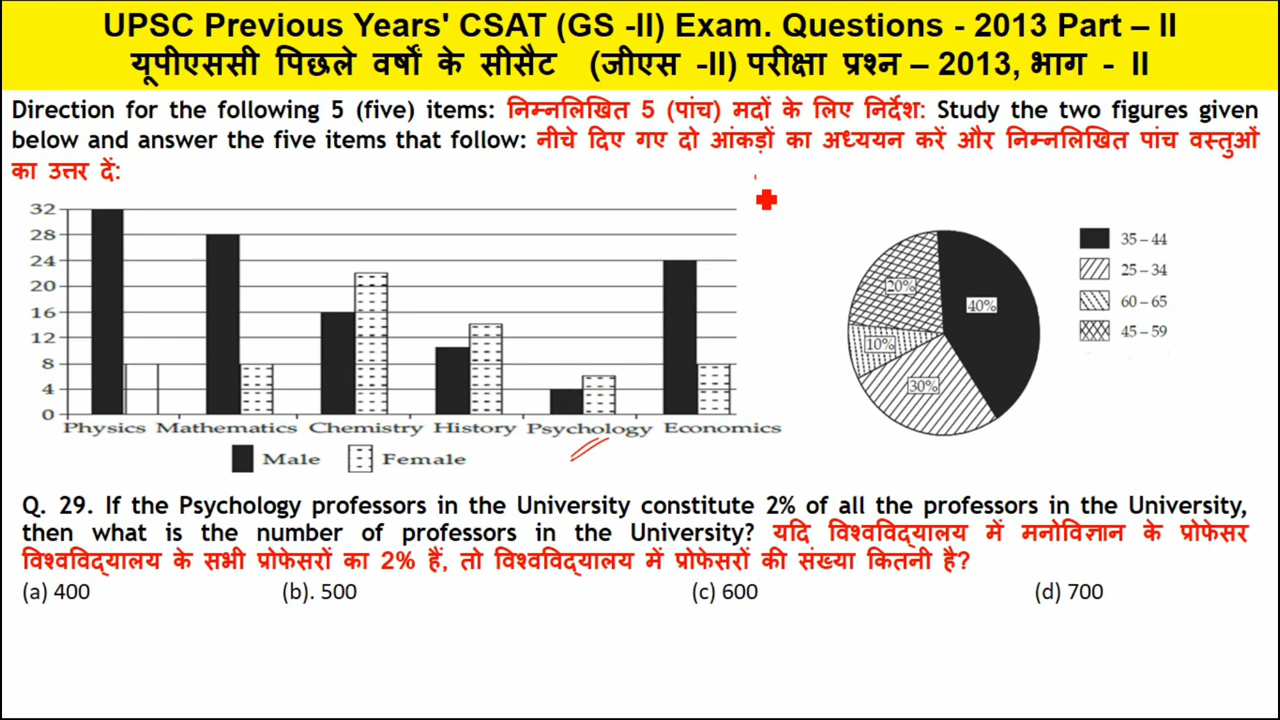 UPSC Previous Years' CSAT (GS -II) Exam. Questions - 2013 Part – II
यूपीएससी पिछले वर्षों के सीसैट (जीएस -II) परीक्षा प्रश्न – 2013, भाग - II
Direction for the following 5 (five) items: निम्नलिखित 5 (पांच) मदों के लिए निर्देश: Study the two figures given
below and answer the five items that follow: नीचे दिए गए दो आंकड़ों का अध्ययन करें और निम्नलिखित पांच वस्तुओं
का उत्तर दें:
32
28
24
20
16
12
8
4
0
Physics Mathematics Chemistry History Psychology Economics
Male Female
20%
40%
10%
30%
35 – 44
25 – 34
60 – 65
45 – 59
Q. 29. If the Psychology professors in the University constitute 2% of all the professors in the University,
then what is the number of professors in the University? यदि विश्वविद्यालय में मनोविज्ञान के प्रोफेसर
विश्वविद्यालय के सभी प्रोफेसरों का 2% हैं, तो विश्वविद्यालय में प्रोफेसरों की संख्या कितनी है?
(a) 400 (b). 500 (c) 600 (d) 700